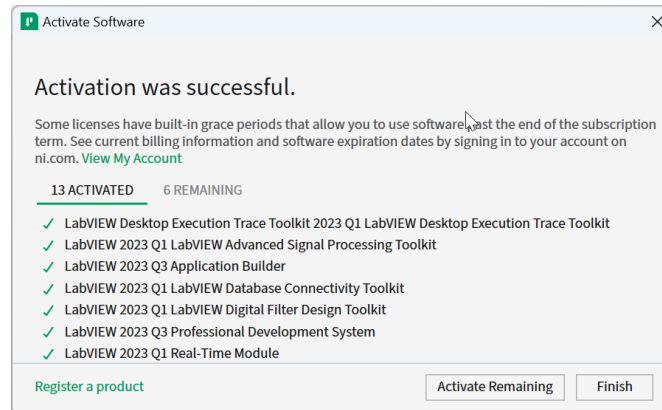 Activate Software
Activation was successful.
Some licenses have built-in grace periods that allow you to use software past the end of the subscription
term. See current billing information and software expiration dates by signing in to your account on
ni.com. View My Account
13 ACTIVATED 6 REMAINING
LabVIEW Desktop Execution Trace Toolkit 2023 Q1 LabVIEW Desktop Execution Trace Toolkit
LabVIEW 2023 Q1 LabVIEW Advanced Signal Processing Toolkit
LabVIEW 2023 Q3 Application Builder
LabVIEW 2023 Q1 LabVIEW Database Connectivity Toolkit
LabVIEW 2023 Q1 LabVIEW Digital Filter Design Toolkit
LabVIEW 2023 Q3 Professional Development System
LabVIEW 2023 Q1 Real-Time Module
Register a product Activate Remaining Finish